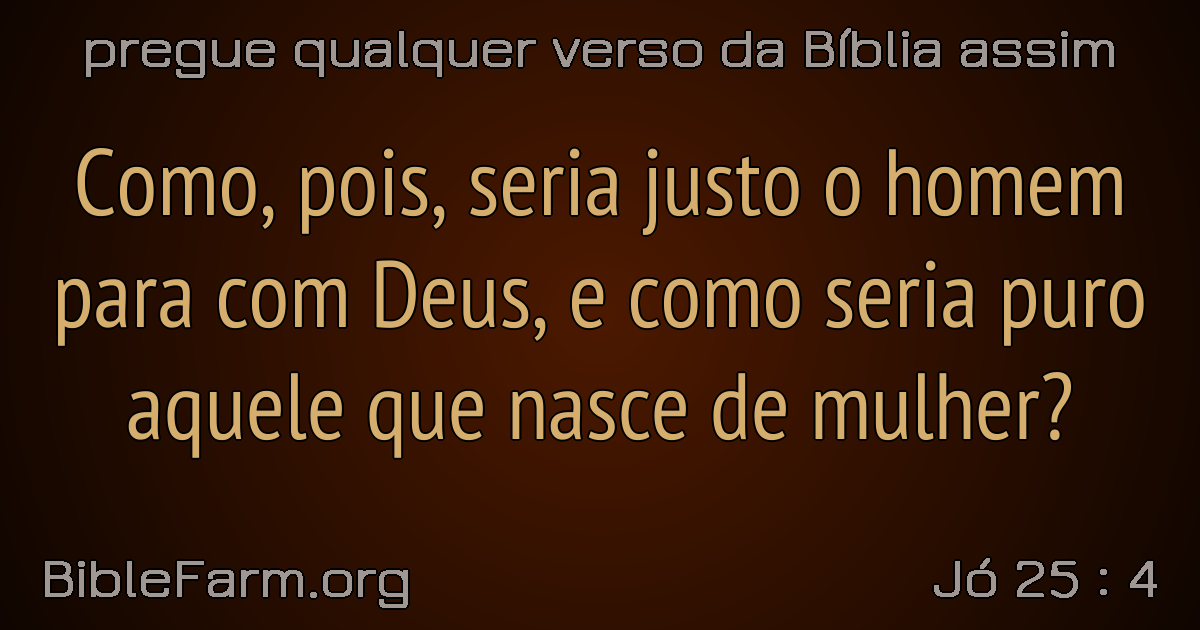 pregue qualquer verso da Bíblia assim
Como, pois, seria justo o homem
para com Deus, e como seria puro
aquele que nasce de mulher?
BibleFarm.org
Jó 25 : 4